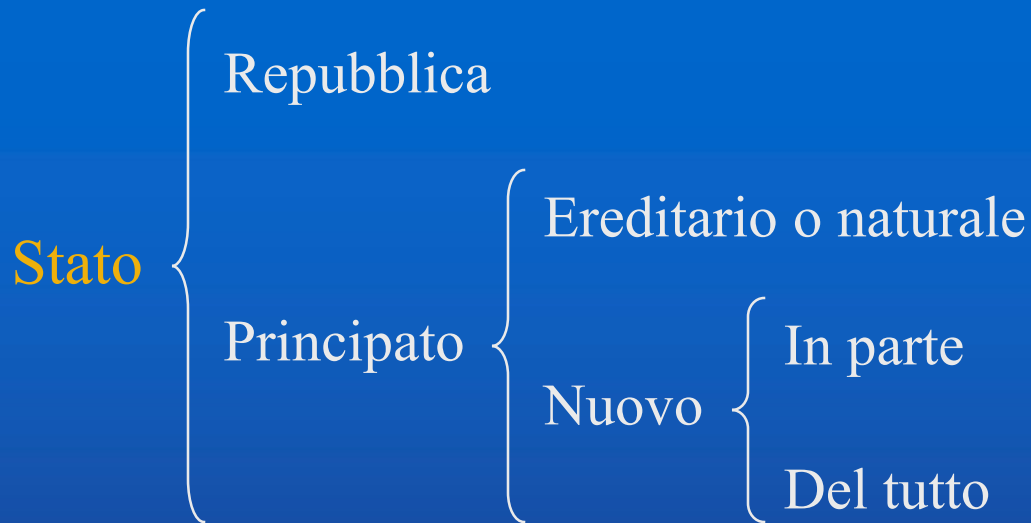 Repubblica
Ereditario o naturale
Stato
Principato
In parte
Nuovo
Del tutto